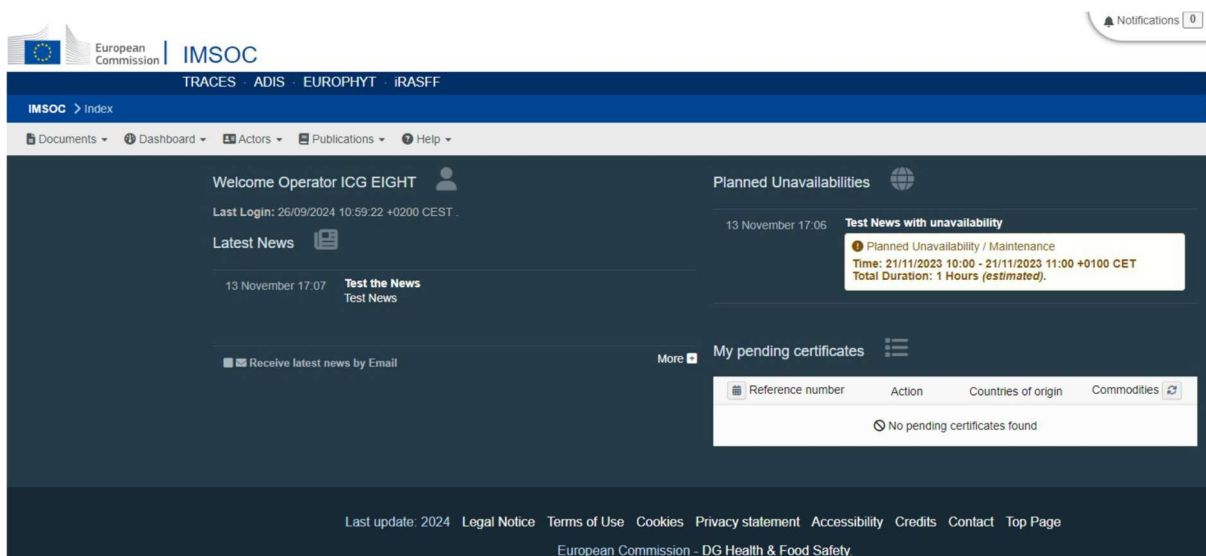 Notifications 0
European
Commission
IMSOC
TRACES · ADIS · EUROPHYT · iRASFF
IMSOC > Index
Documents Dashboard Actors Publications Help
Welcome Operator ICG EIGHT
Last Login: 26/09/2024 10:59:22 +0200 CEST .
Latest News
13 November 17:07 Test the News
Test News
Receive latest news by Email
More +
Planned Unavailabilities
13 November 17:06 Test News with unavailability
Planned Unavailability / Maintenance
Time: 21/11/2023 10:00 - 21/11/2023 11:00 +0100 CET
Total Duration: 1 Hours (estimated).
My pending certificates
Reference number Action Countries of origin Commodities
No pending certificates found
Last update: 2024 Legal Notice Terms of Use Cookies Privacy statement Accessibility Credits Contact Top Page
European Commission - DG Health & Food Safety.